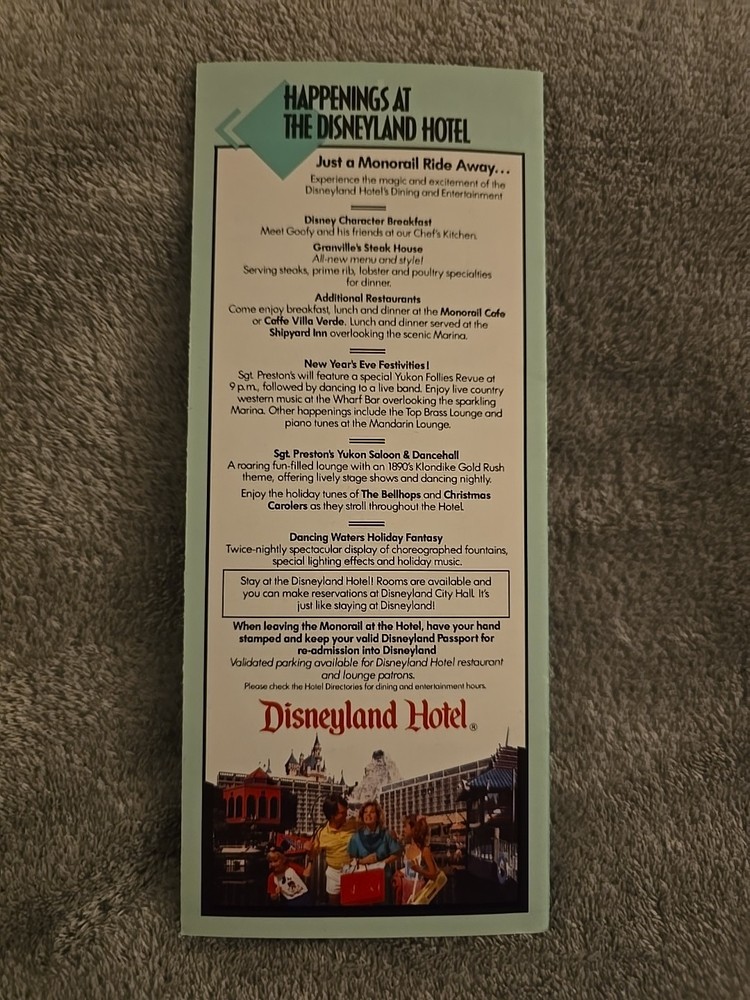 HAPPENINGS AT
THE DISNEYLAND HOTEL
Just a Monorail Ride Away...
Experience the magic and excitement of the
Disneyland Hotel's Dining and Entertainment
Disney Character Breakfast
Meet Goofy and his friends at our Chef's Kitchen.
Granville's Steak House
All-new menu and style!
Serving steaks, prime rib, lobster and poultry specialties
for dinner.
Additional Restaurants
Come enjoy breakfast, lunch and dinner at the Monorail Cafe
or Caffe Villa Verde. Lunch and dinner served at the
Shipyard Inn overlooking the scenic Marina.
New Year's Eve Festivities!
Sgt. Preston's will feature a special Yukon Follies Revue at
9 p.m., followed by dancing to a live band. Enjoy live country
western music at the Wharf Bar overlooking the sparkling
Marina. Other happenings include the Top Brass Lounge and
piano tunes at the Mandarin Lounge.
Sgt. Preston's Yukon Saloon & Dancehall
A roaring fun-filled lounge with an 1890's Klondike Gold Rush
theme, offering lively stage shows and dancing nightly.
Enjoy the holiday tunes of The Bellhops and Christmas
Carolers as they stroll throughout the Hotel.
Dancing Waters Holiday Fantasy
Twice-nightly spectacular display of choreographed fountains,
special lighting effects and holiday music.
Stay at the Disneyland Hotel! Rooms are available and
you can make reservations at Disneyland City Hall. It's
just like staying at Disneyland!
When leaving the Monorail at the Hotel, have your hand
stamped and keep your valid Disneyland Passport for
re-admission into Disneyland
Validated parking available for Disneyland Hotel restaurant
and lounge patrons.
Please check the Hotel Directories for dining and entertainment hours.
Disneyland Hotel®